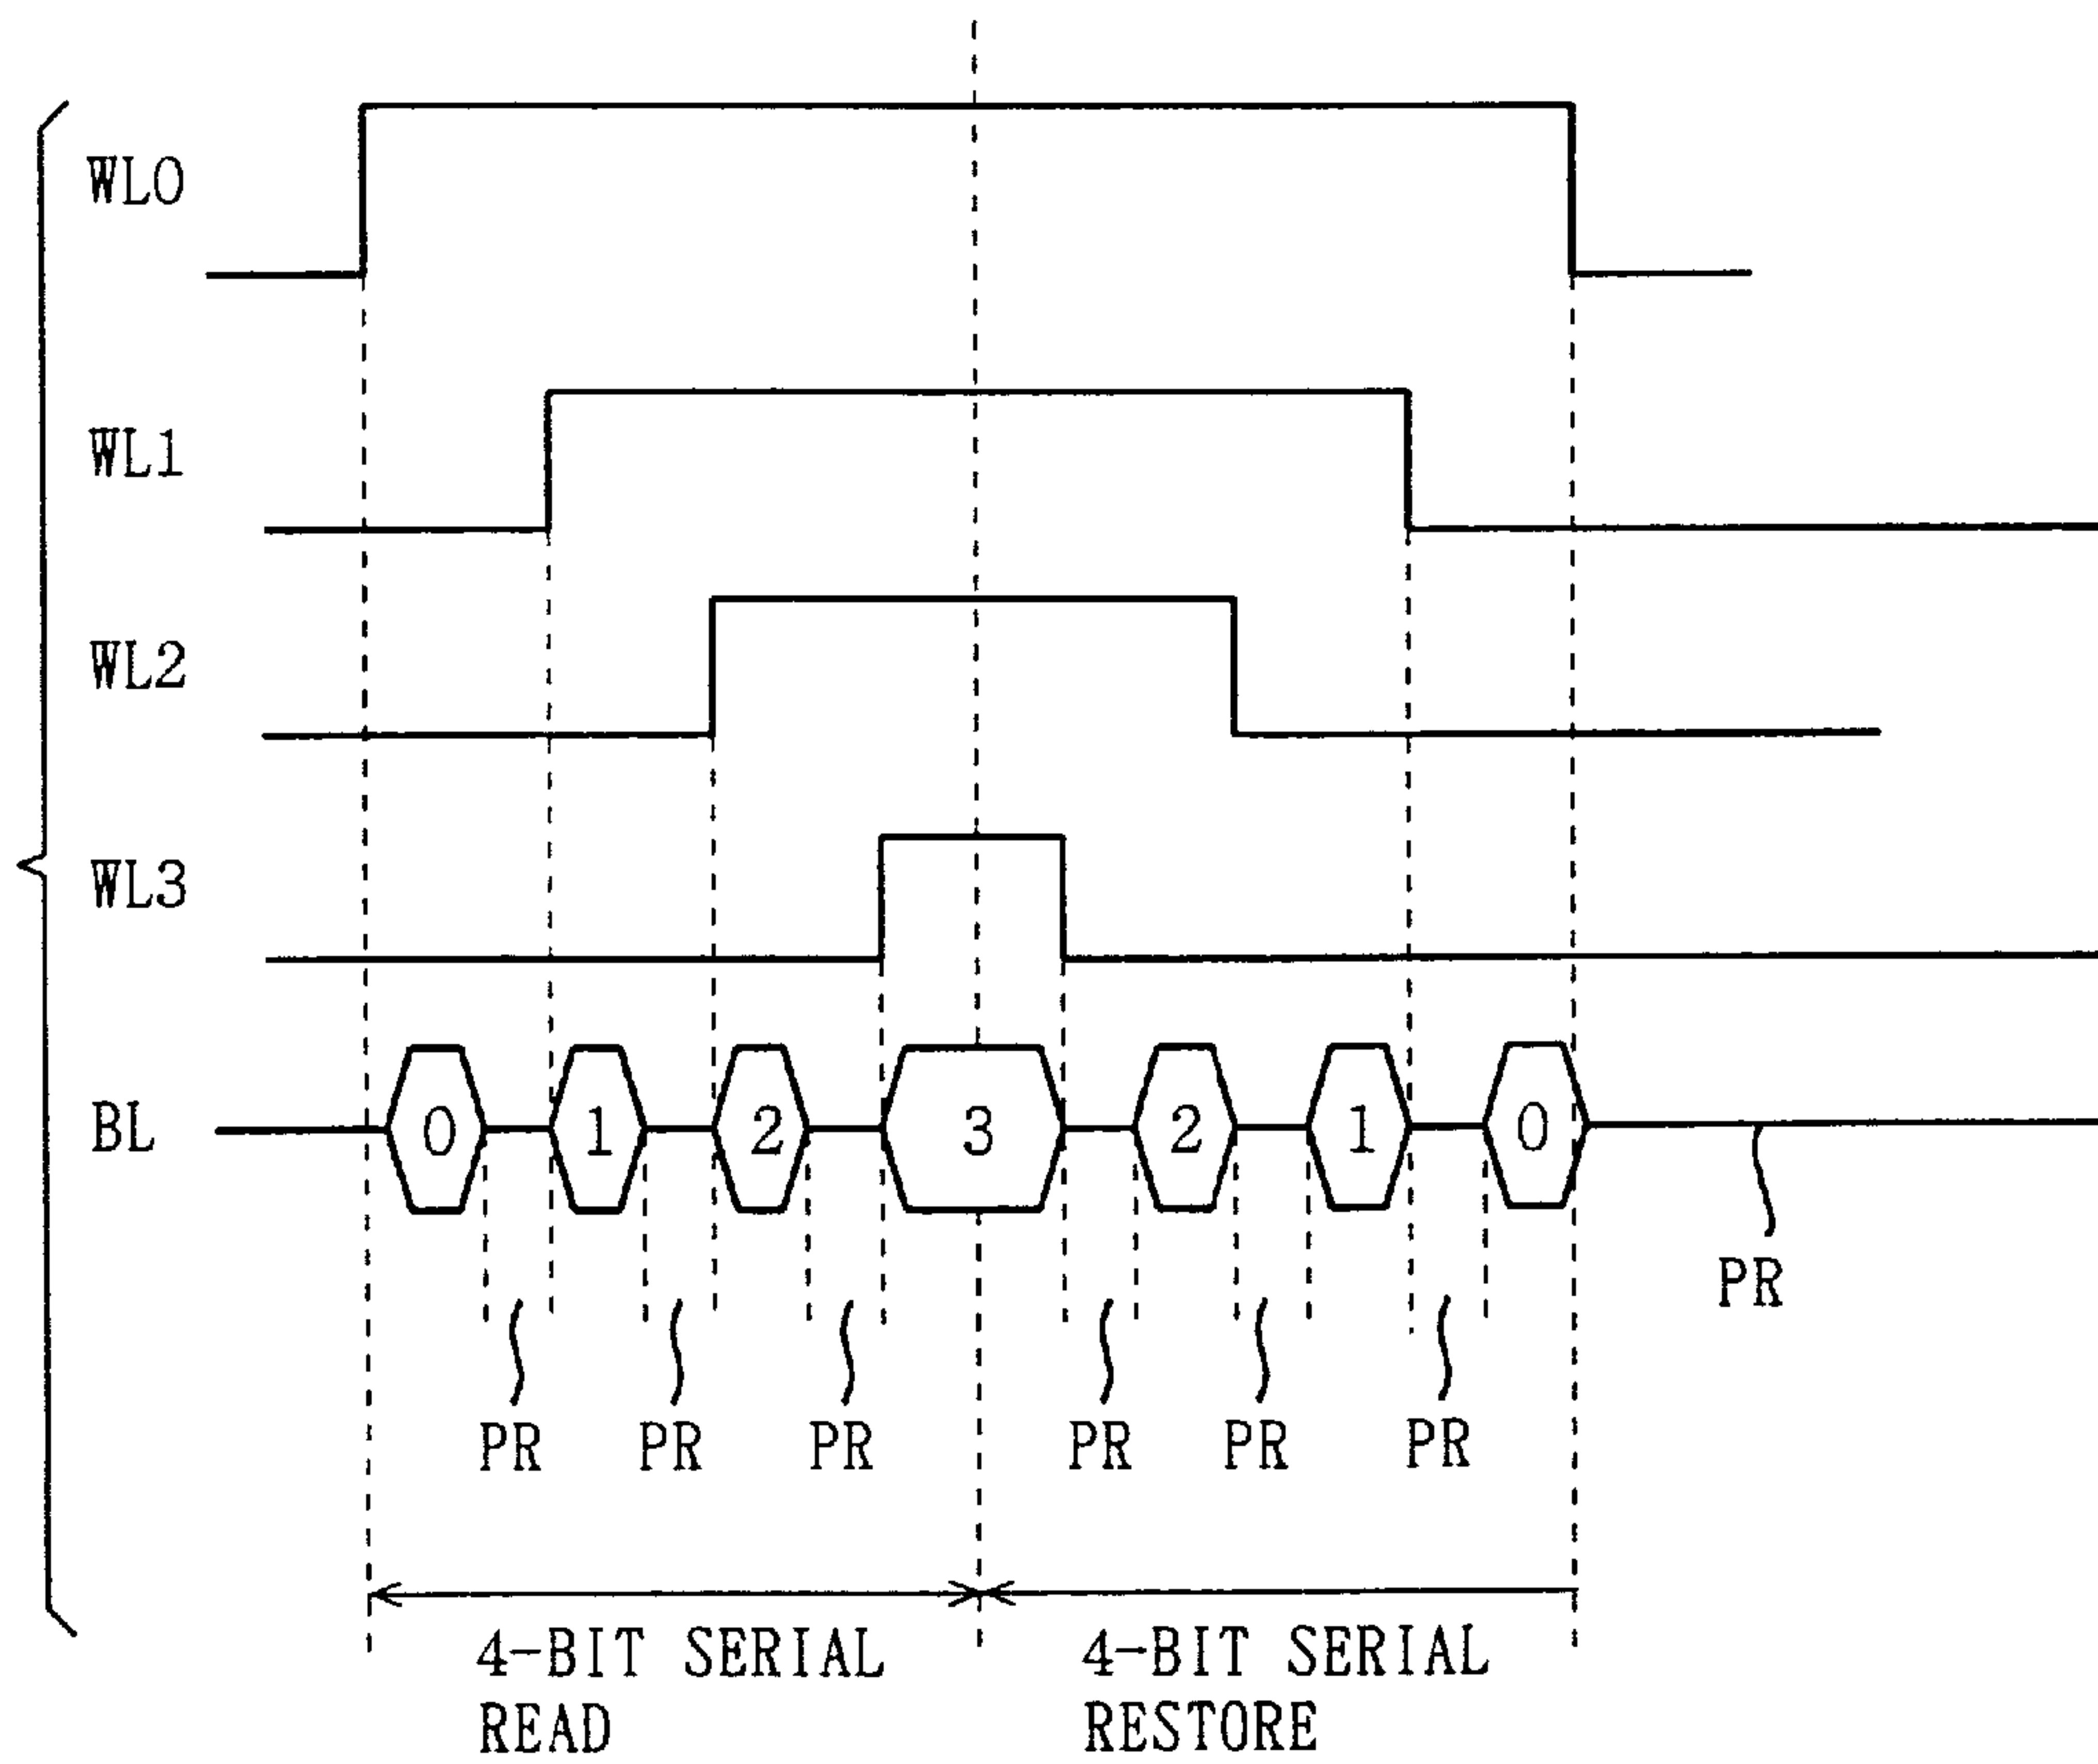 WL0
WL1
WL2
WL3
BL
0 1 2 3 2 1 0
PR
PR PR PR PR PR PR
4-BIT SERIAL READ
4-BIT SERIAL RESTORE